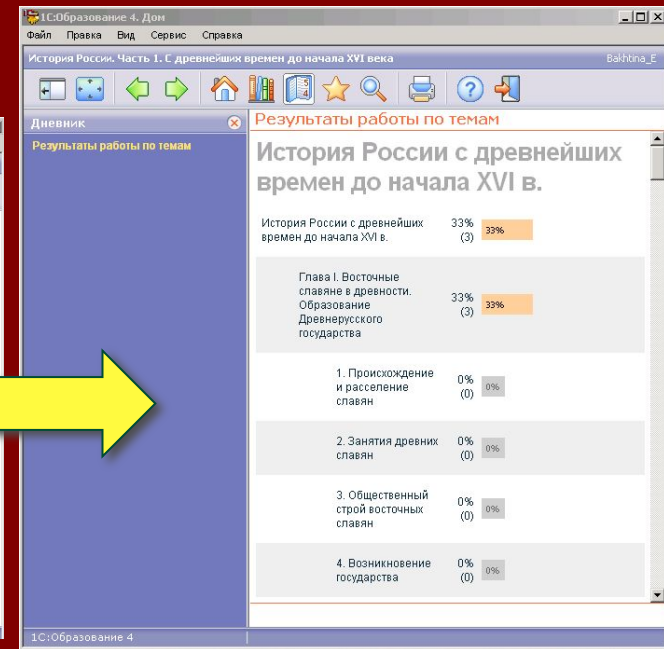 1С:Образование 4. Дом
Файл Правка Вид Сервис Справка
История России. Часть 1. С древнейших времен до начала XVI века Bakhtina_E
Дневник
Результаты работы по темам
Результаты работы по темам
История России с древнейших
времен до начала XVI в.
История России с древнейших 33% 33%
времен до начала XVI в. (3)
Глава I. Восточные
славяне в древности.
Образование 33% 33%
Древнерусского (3)
государства
1. Происхождение 0%
и расселение (0) 0%
славян
2. Занятия древних 0%
славян (0) 0%
3. Общественный
строй восточных 0% 0%
славян (0)
4. Возникновение 0%
государства (0) 0%
1С:Образование 4